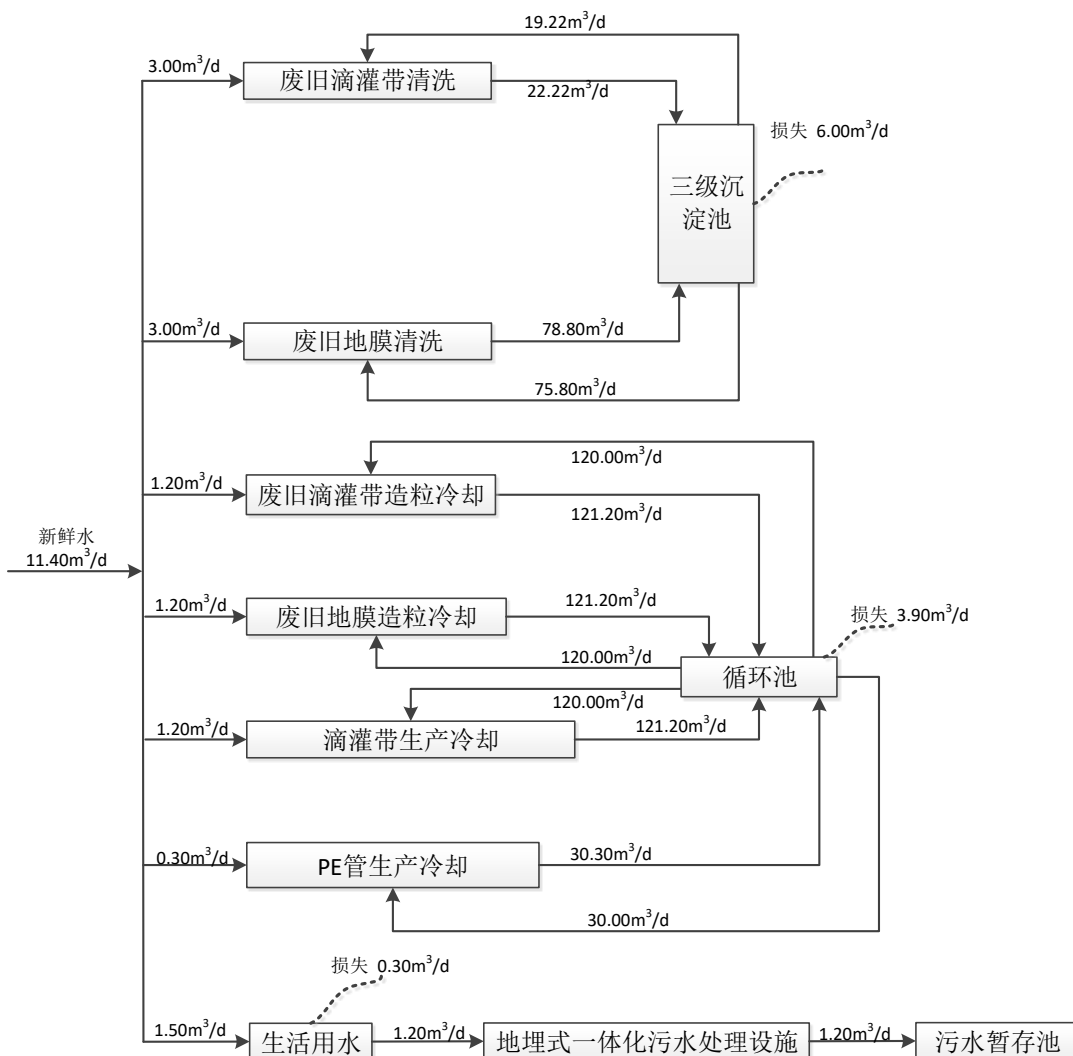 19.22m³/d
3.00m³/d
废旧滴灌带清洗
22.22m³/d
损失 6.00m³/d
三级沉
淀池
3.00m³/d
废旧地膜清洗
78.80m³/d
75.80m³/d
120.00m³/d
1.20m³/d
废旧滴灌带造粒冷却
121.20m³/d
新鲜水
11.40m³/d
1.20m³/d
废旧地膜造粒冷却
121.20m³/d
损失 3.90m³/d
120.00m³/d
循环池
120.00m³/d
1.20m³/d
滴灌带生产冷却
121.20m³/d
0.30m³/d
PE管生产冷却
30.30m³/d
30.00m³/d
损失 0.30m³/d
1.50m³/d
生活用水
1.20m³/d
地埋式一体化污水处理设施
1.20m³/d
污水暂存池